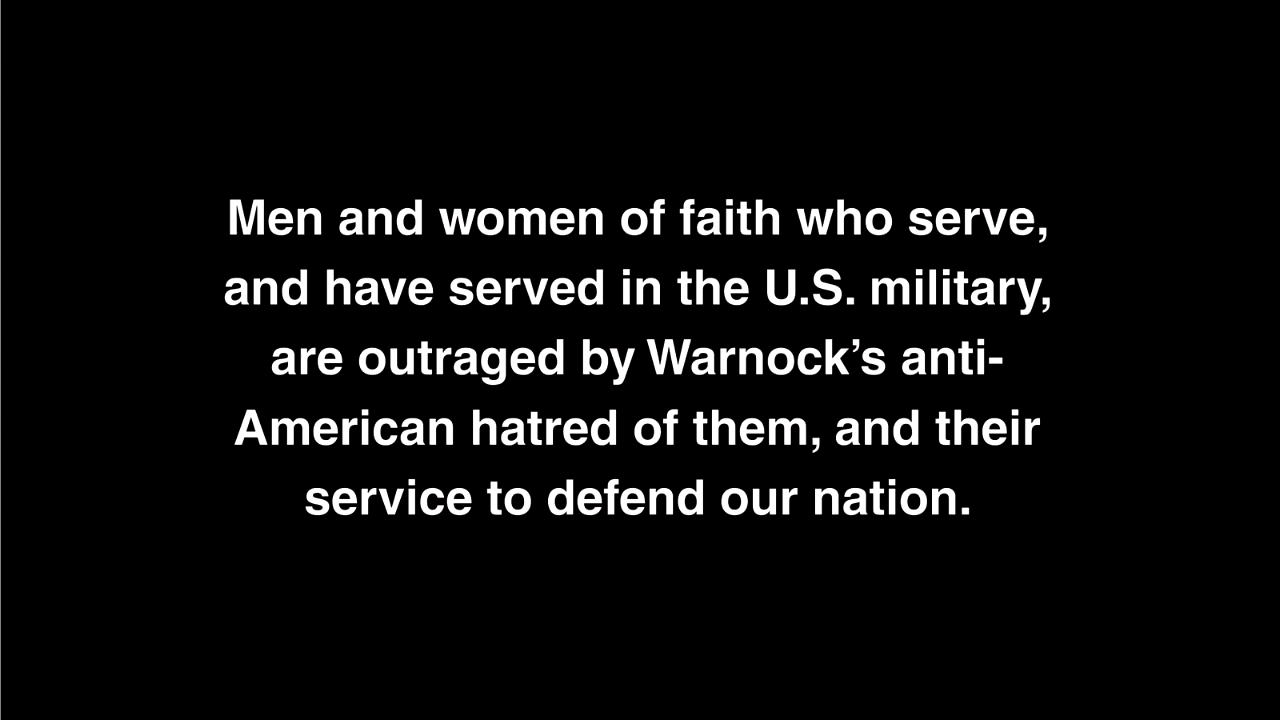 Men and women of faith who serve,
and have served in the U.S. military,
are outraged by Warnock’s anti-
American hatred of them, and their
service to defend our nation.